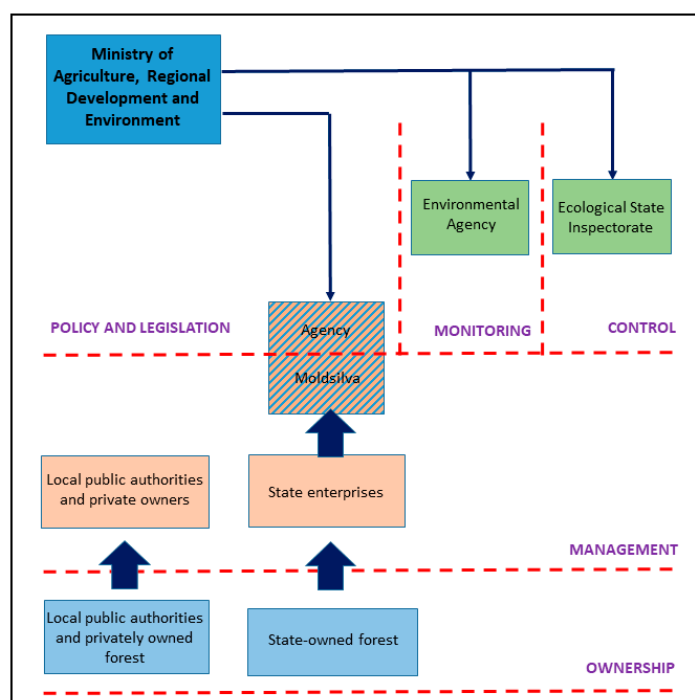 Ministry of
Agriculture, Regional
Development and
Environment
Environmental
Agency
Ecological State
Inspectorate
POLICY AND LEGISLATION
Agency
MONITORING
CONTROL
Moldsilva
Local public authorities
and private owners
State enterprises
MANAGEMENT
Local public authorities
and privately owned
forest
State-owned forest
OWNERSHIP